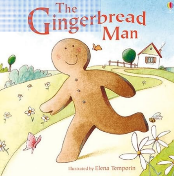 The
Gingerbread
Man
Illustrated by Elena Temporin